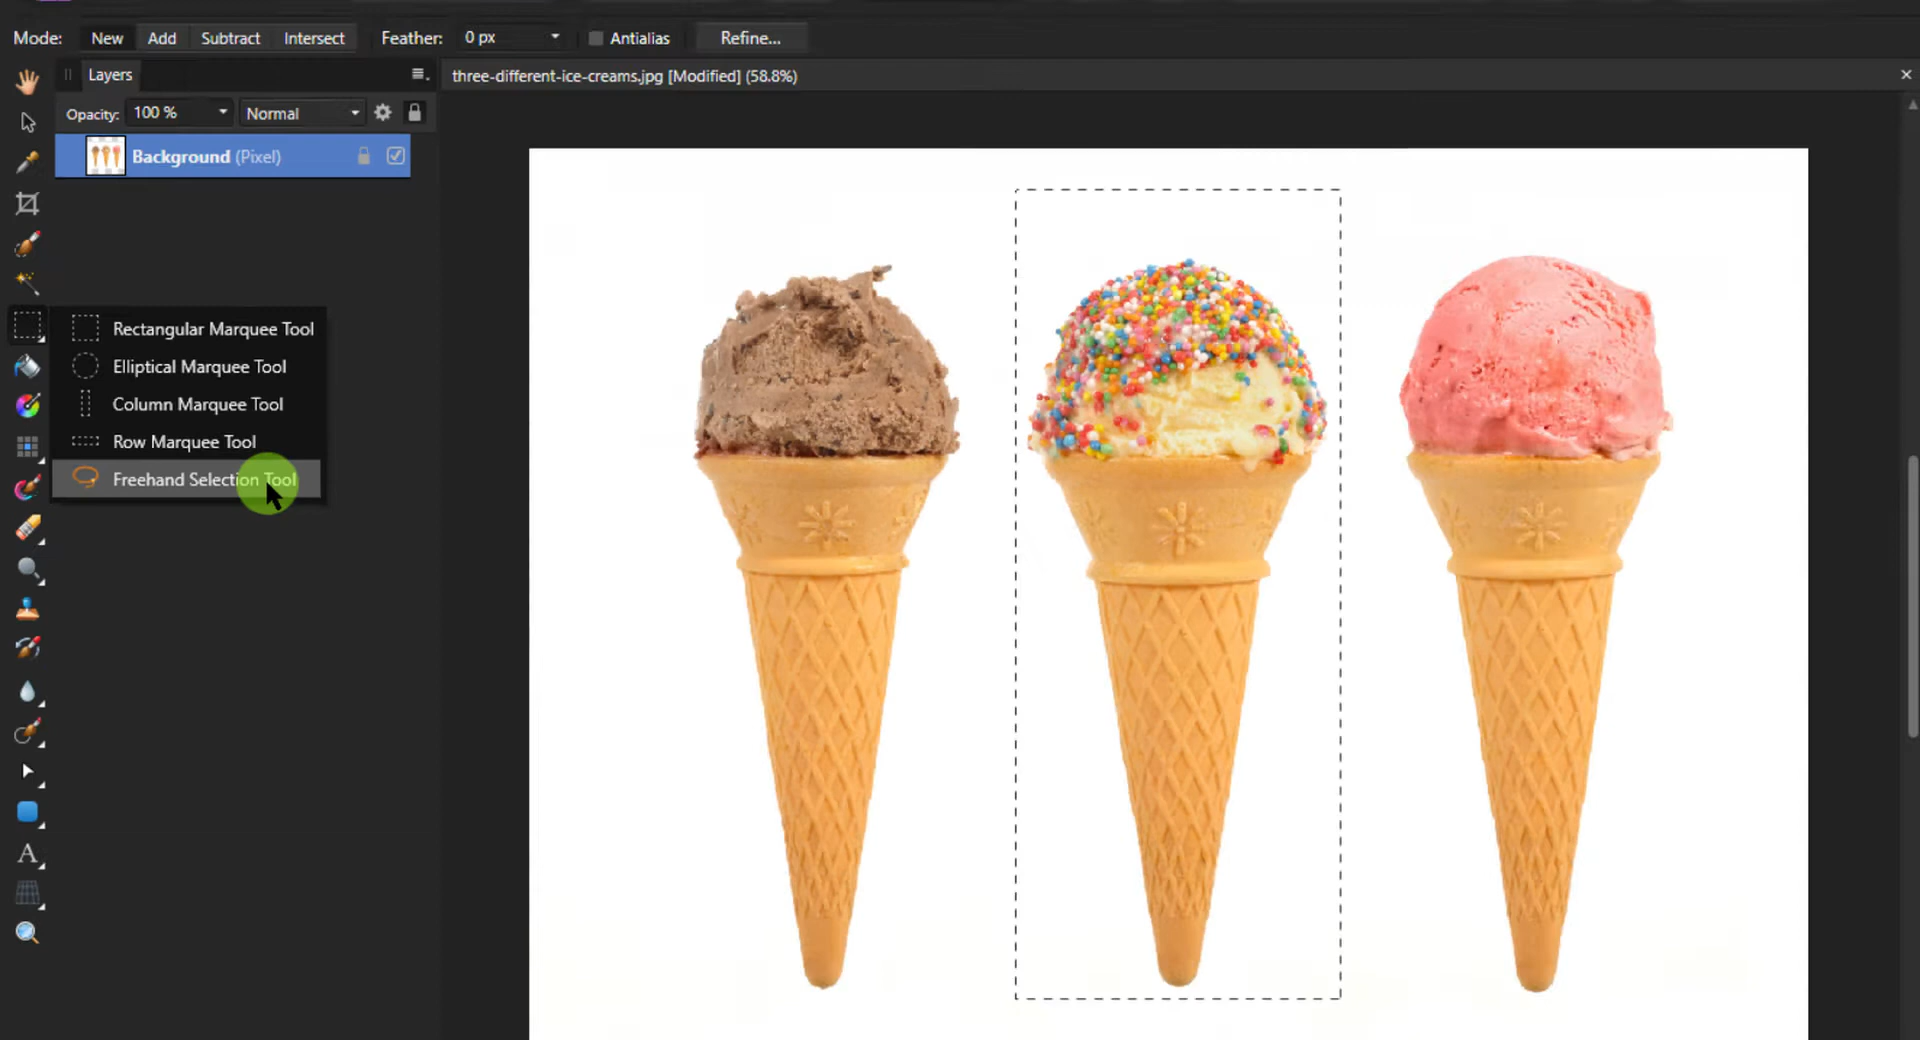 Mode: New Add Subtract Intersect Feather: 0 px Antialias Refine...
Layers
three-different-ice-creams.jpg [Modified] (58.8%)
Opacity: 100 % Normal
Background (Pixel)
Rectangular Marquee Tool
Elliptical Marquee Tool
Column Marquee Tool
Row Marquee Tool
Freehand Selection Tool